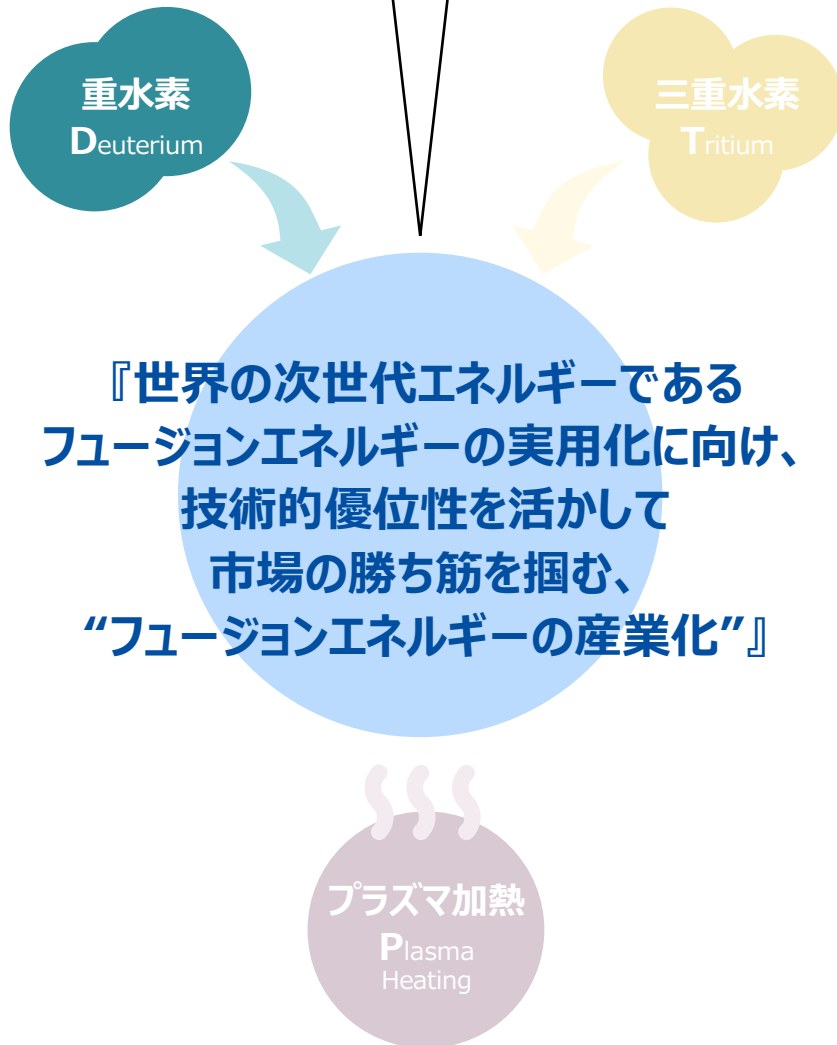 重水素
Deuterium
三重水素
Tritium
『世界の次世代エネルギーである
フュージョンエネルギーの実用化に向け、
技術的優位性を活かして
市場の勝ち筋を掴む、
“フュージョンエネルギーの産業化”』
プラズマ加熱
Plasma
Heating